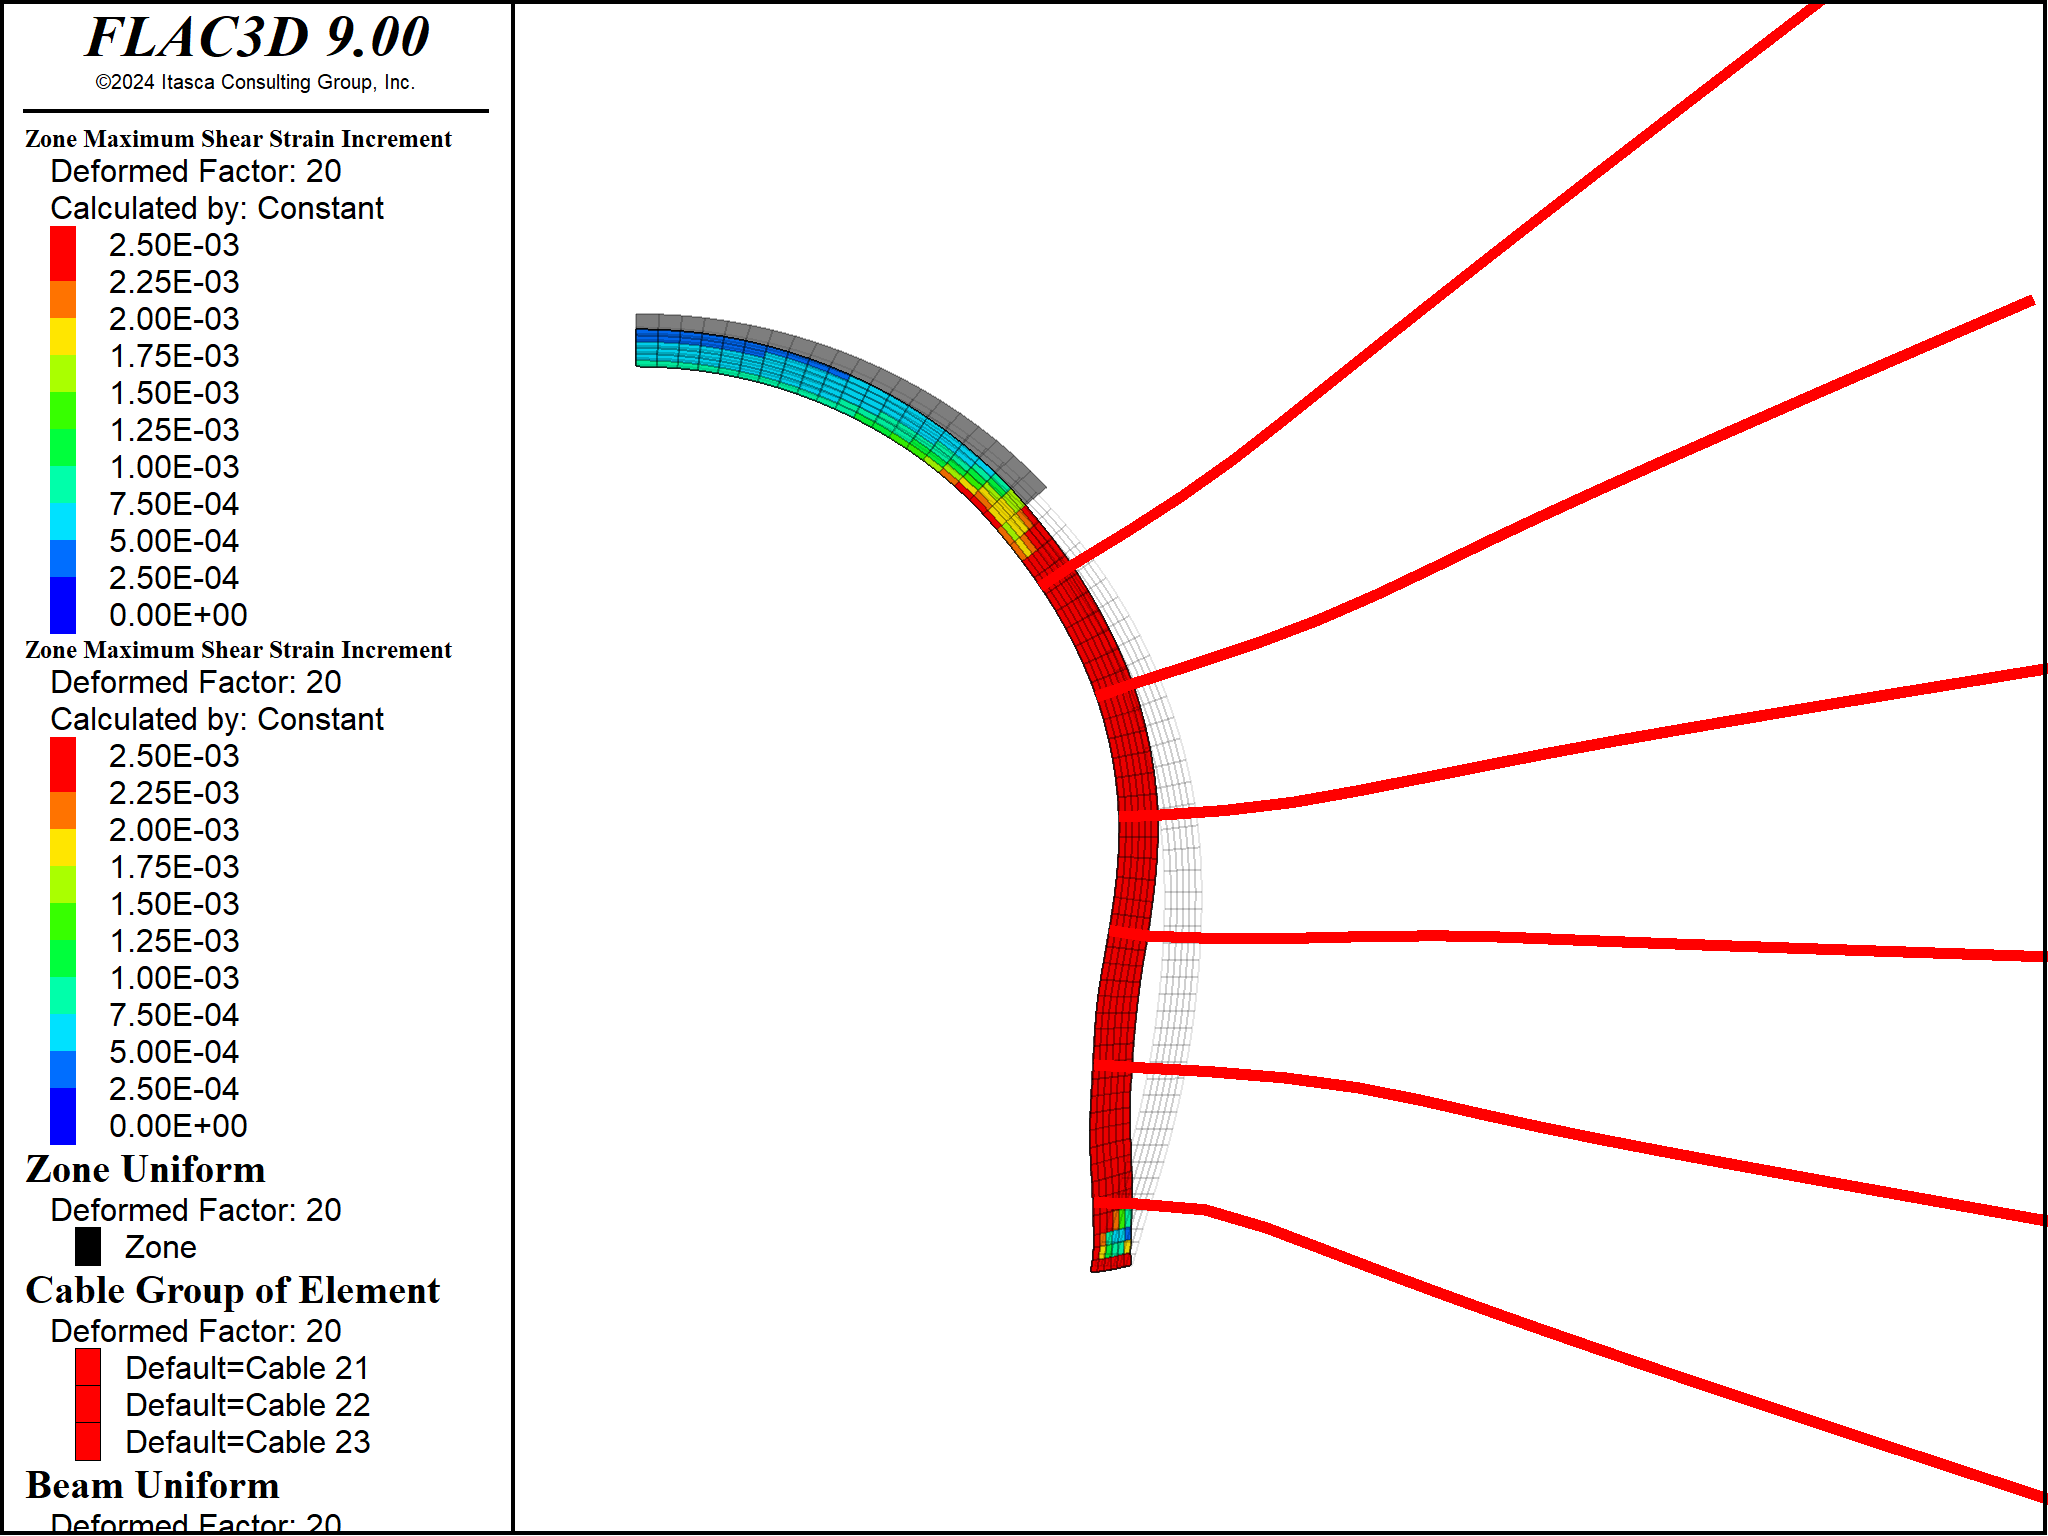 FLAC3D 9.00
©2024 Itasca Consulting Group, Inc.
Zone Maximum Shear Strain Increment
Deformed Factor: 20
Calculated by: Constant
2.50E-03
2.25E-03
2.00E-03
1.75E-03
1.50E-03
1.25E-03
1.00E-03
7.50E-04
5.00E-04
2.50E-04
0.00E+00
Zone Maximum Shear Strain Increment
Deformed Factor: 20
Calculated by: Constant
2.50E-03
2.25E-03
2.00E-03
1.75E-03
1.50E-03
1.25E-03
1.00E-03
7.50E-04
5.00E-04
2.50E-04
0.00E+00
Zone Uniform
Deformed Factor: 20
Zone
Cable Group of Element
Deformed Factor: 20
Default=Cable 21
Default=Cable 22
Default=Cable 23
Beam Uniform
Deformed Factor: 20